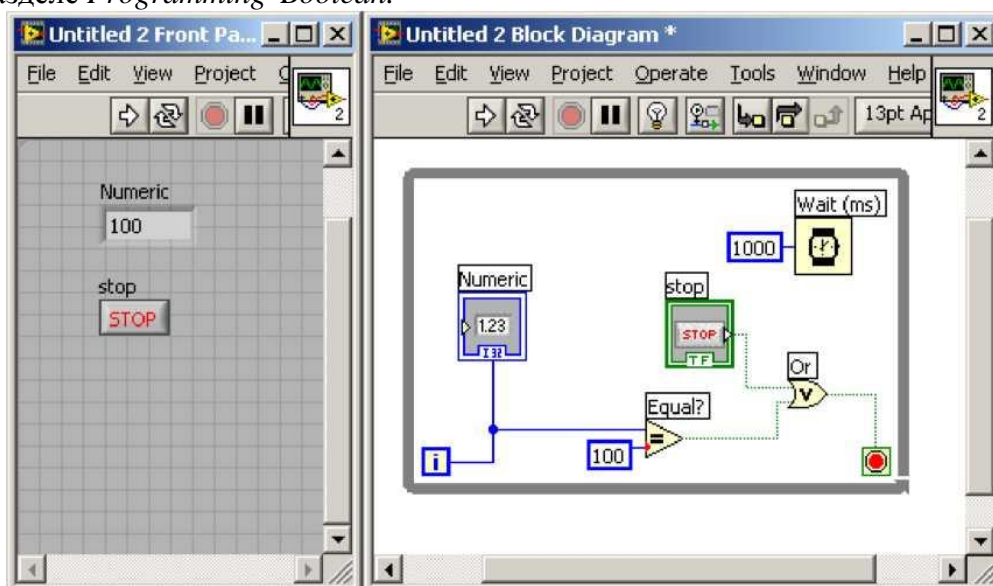 разделе Programming-Boolean.
Untitled 2 Front Pa...
File Edit View Project
2
Numeric
100
stop
STOP
Untitled 2 Block Diagram *
File Edit View Project Operate Tools Window Help
13pt Ap
2
Wait (ms)
1000
Numeric
1.23
I32
stop
STOP
TF
Or
V
Equal?
=
100
i